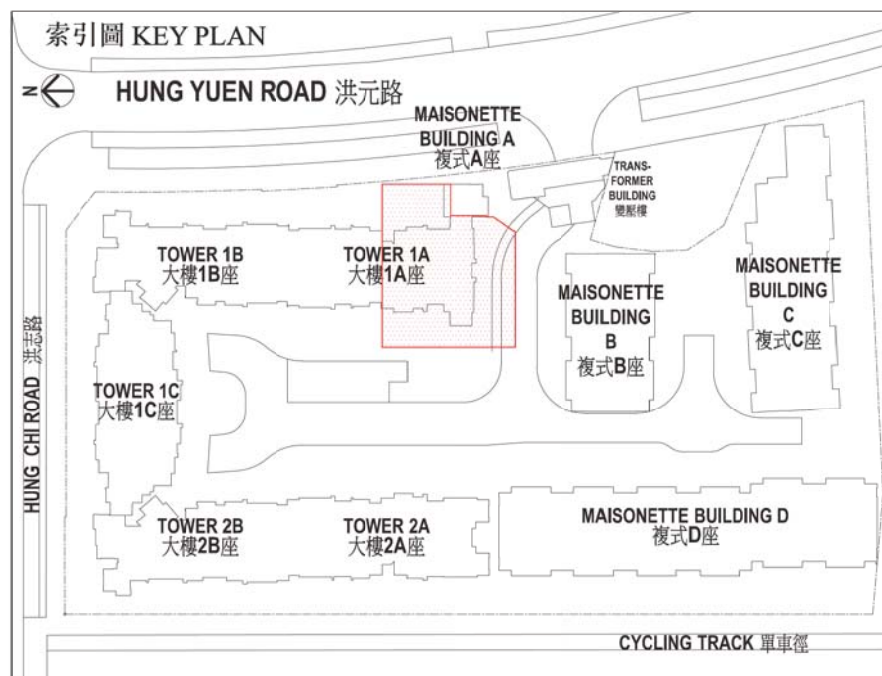 索引圖 KEY PLAN
N
HUNG YUEN ROAD 洪元路
MAISONETTE
BUILDING A
複式A座
TRANS-
FORMER
BUILDING
變壓樓
TOWER 1B
大樓1B座
TOWER 1A
大樓1A座
MAISONETTE
BUILDING
B
複式B座
MAISONETTE
BUILDING
C
複式C座
HUNG CHI ROAD 洪志路
TOWER 1C
大樓1C座
TOWER 2B
大樓2B座
TOWER 2A
大樓2A座
MAISONETTE BUILDING D
複式D座
CYCLING TRACK 單車徑